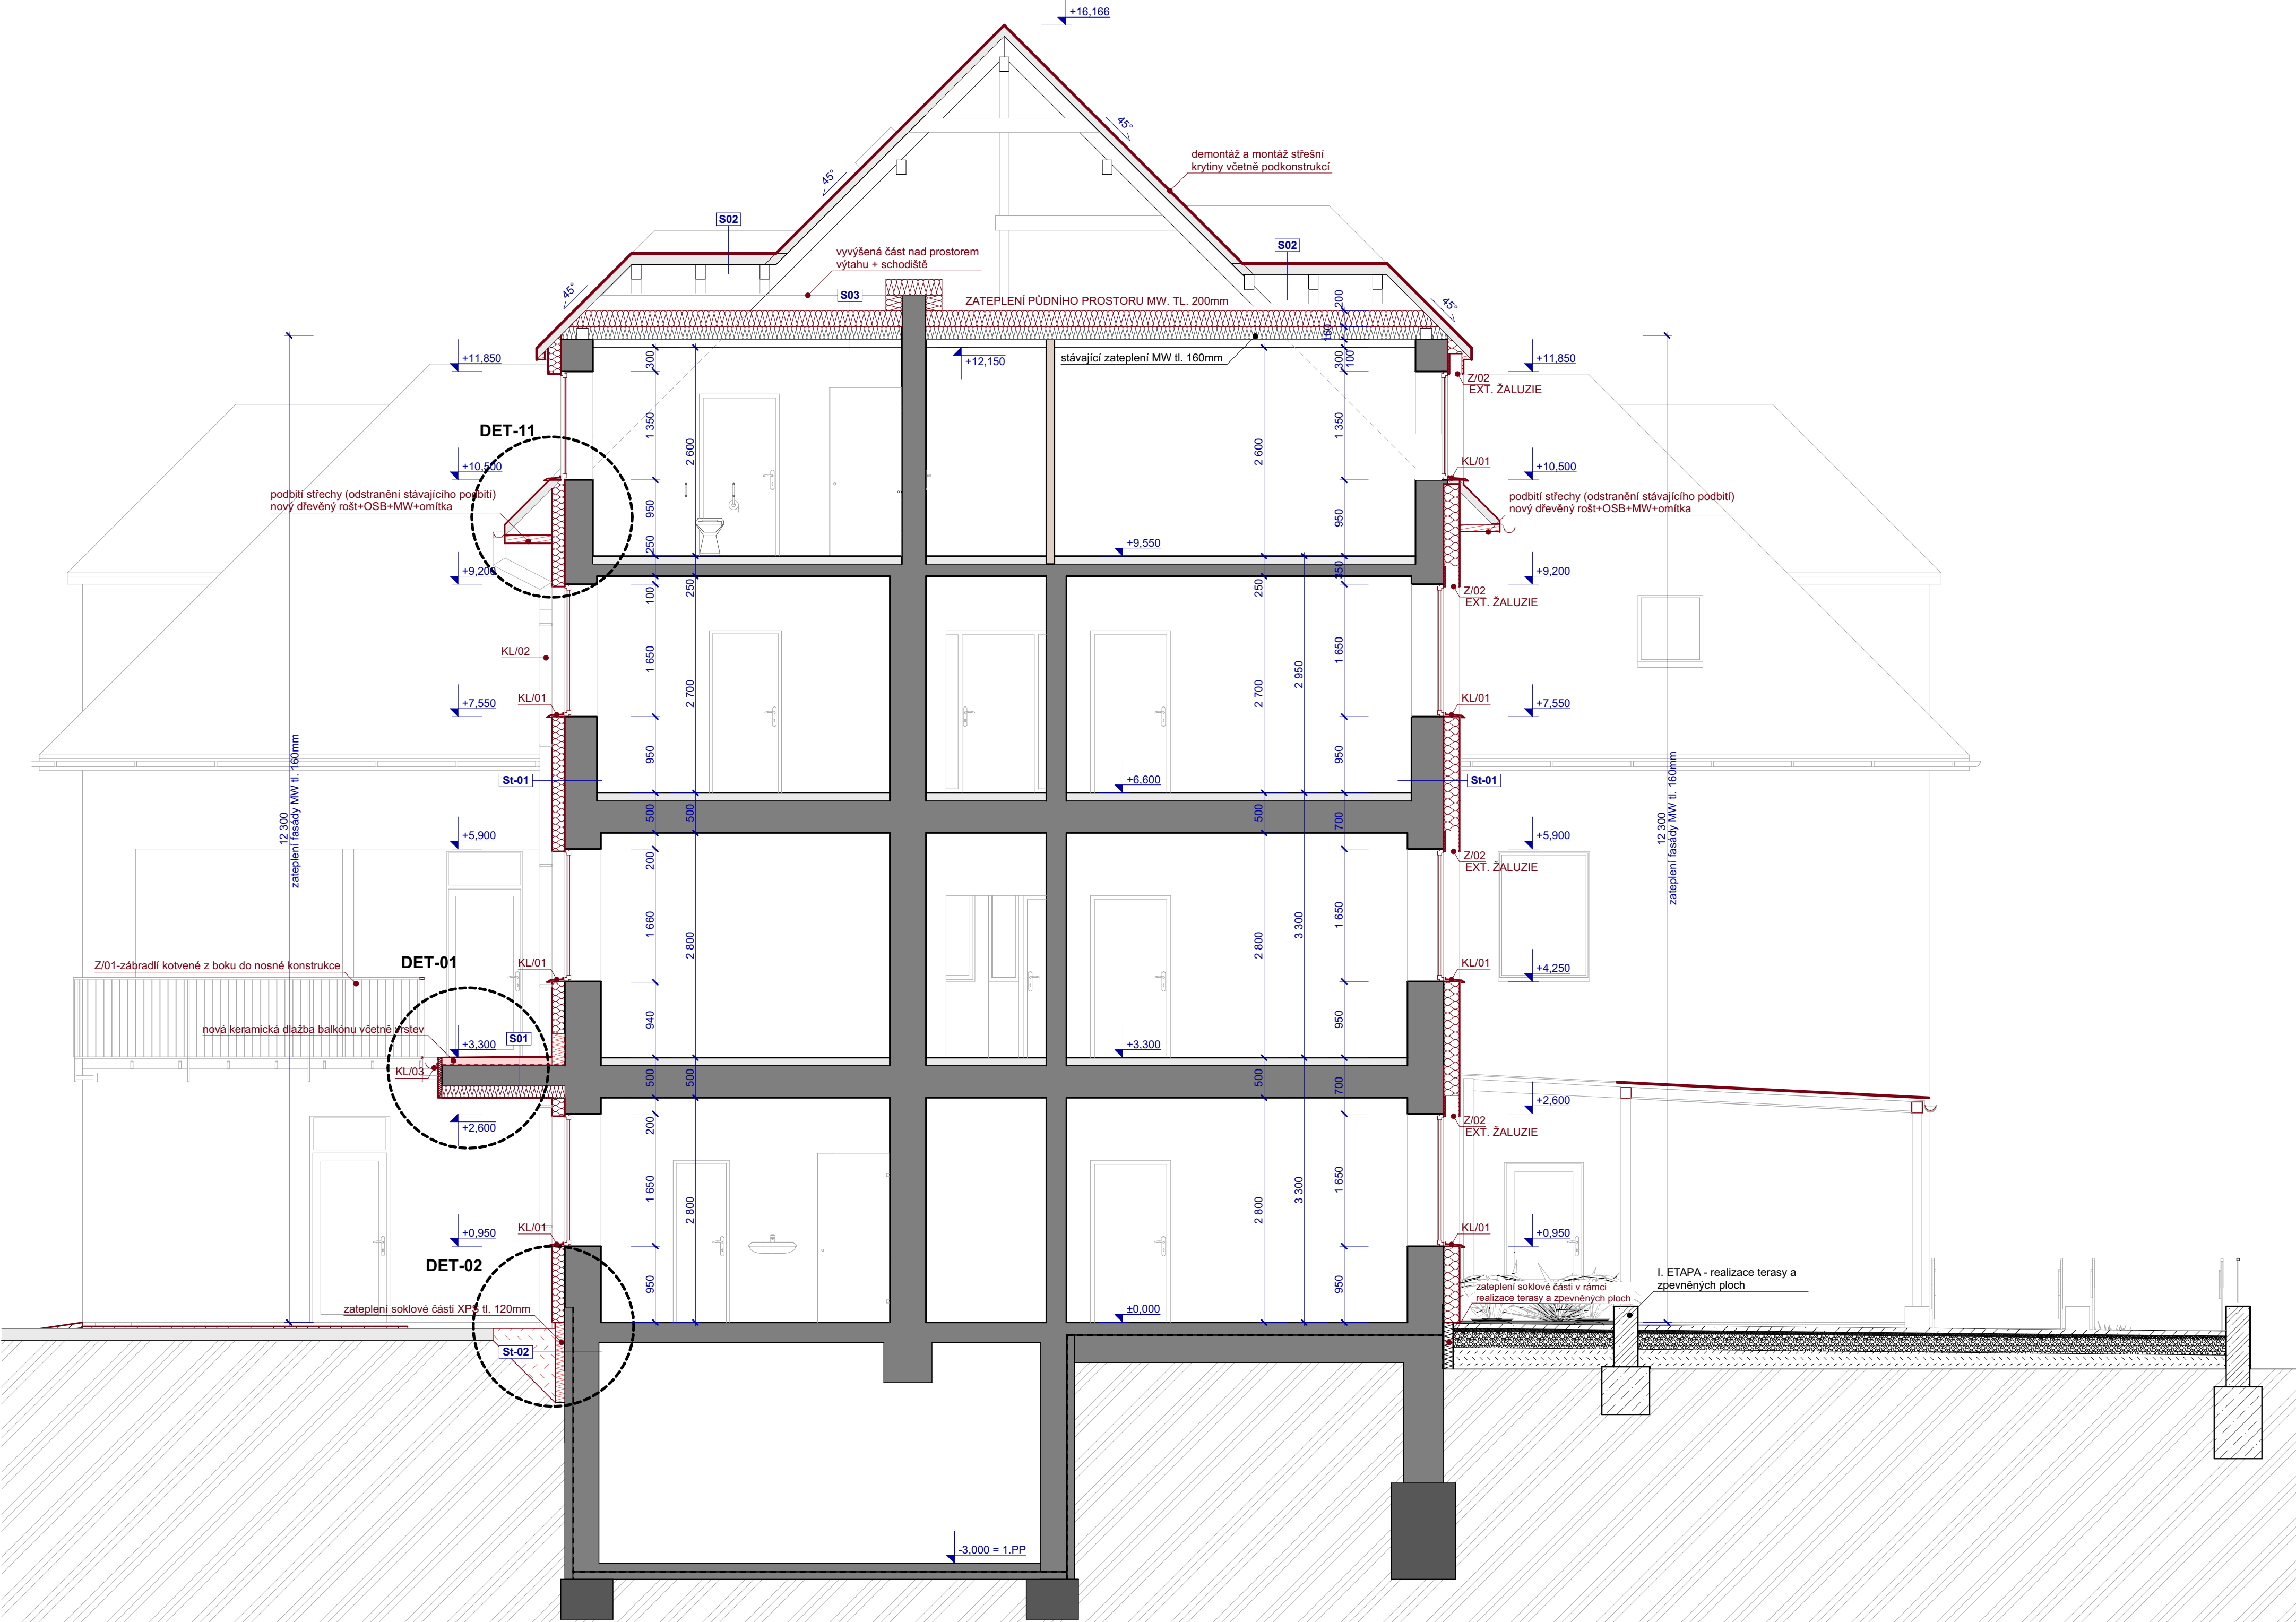 +16,166
45°
45°
demontáž a montáž střešní
krytiny včetně podkonstrukcí
S02
S02
vyvýšená část nad prostorem
výtahu + schodiště
S03
ZATEPLENÍ PŮDNÍHO PROSTORU MW. TL. 200mm
45°
45°
200
160
stávající zateplení MW tl. 160mm
+12,150
300
300
100
+11,850
+11,850
Z/02
EXT. ŽALUZIE
DET-11
1 350
2 600
2 600
1 350
+10,500
KL/01
+10,500
podbití střechy (odstranění stávajícího podbití)
nový dřevěný rošt+OSB+MW+omítka
podbití střechy (odstranění stávajícího podbití)
nový dřevěný rošt+OSB+MW+omítka
950
950
250
+9,550
350
+9,200
+9,200
100
250
250
Z/02
EXT. ŽALUZIE
KL/02
1 650
2 700
2 700
2 950
1 650
+7,550
KL/01
KL/01
+7,550
12 300
zateplení fasády MW tl. 160mm
12 300
zateplení fasády MW tl. 160mm
950
950
St-01
+6,600
St-01
500
500
500
700
+5,900
+5,900
200
Z/02
EXT. ŽALUZIE
1 660
2 800
2 800
3 300
1 650
Z/01-zábradlí kotvené z boku do nosné konstrukce
DET-01
KL/01
KL/01
+4,250
940
950
nová keramická dlažba balkónu včetně vrstev
S01
+3,300
+3,300
KL/03
500
500
500
700
+2,600
+2,600
200
Z/02
EXT. ŽALUZIE
1 650
2 800
2 800
3 300
1 650
+0,950
KL/01
KL/01
+0,950
DET-02
950
950
I. ETAPA - realizace terasy a
zpevněných ploch
zateplení soklové části v rámci
realizace terasy a zpevněných ploch
zateplení soklové části XPS tl. 120mm
±0,000
St-02
-3,000 = 1.PP